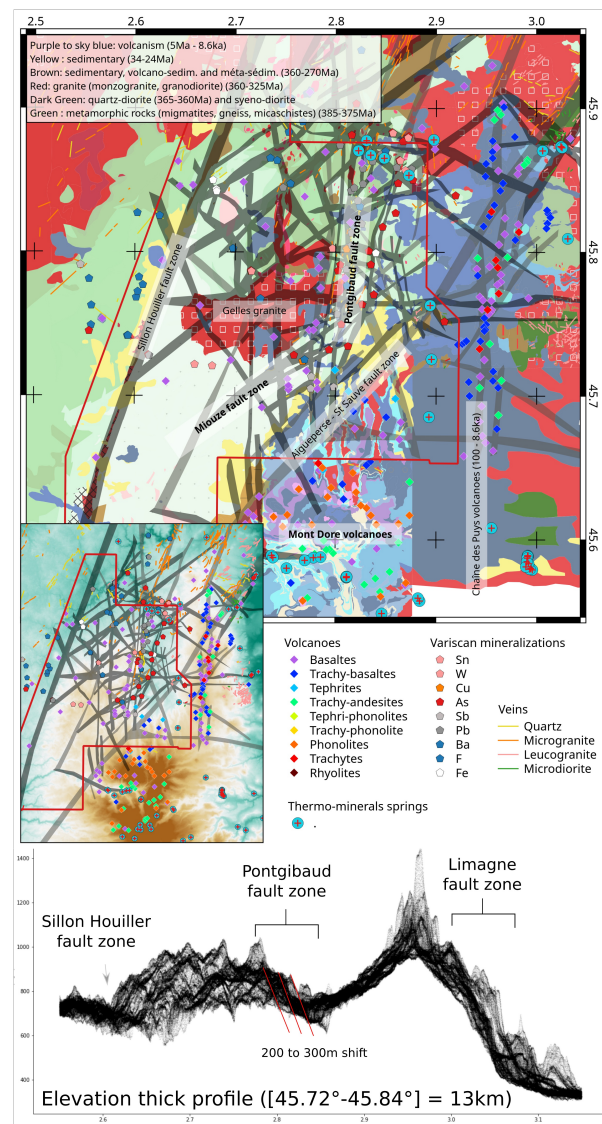 2.5 2.6 2.7 2.8 2.9 3.0
Purple to sky blue: volcanism (5Ma - 8.6ka)
Yellow : sedimentary (34-24Ma)
Brown: sedimentary, volcano-sedim. and méta-sédim. (360-270Ma)
Red: granite (monzogranite, granodiorite) (360-325Ma)
Dark Green: quartz-diorite (365-360Ma) and syeno-diorite
Green : metamorphic rocks (migmatites, gneiss, micaschistes) (385-375Ma)
45.9
45.8
45.7
45.6
Sillon Houiller fault zone
Pontgibaud fault zone
Gelles granite
Miouze fault zone
Aigueperse - St Sauve fault zone
Chaîne des Puys volcanoes (100 - 8.6ka)
Mont Dore volcanoes
Volcanoes
Basaltes
Trachy-basaltes
Tephrites
Trachy-andesites
Tephri-phonolites
Trachy-phonolite
Phonolites
Trachytes
Rhyolites
Variscan mineralizations
Sn
W
Cu
As
Sb
Pb
Ba
F
Fe
Veins
Quartz
Microgranite
Leucogranite
Microdiorite
Thermo-minerals springs
.
1400
1200
1000
800
600
400
Sillon Houiller
fault zone
Pontgibaud
fault zone
Limagne
fault zone
200 to 300m shift
Elevation thick profile ([45.72°-45.84°] = 13km)
2.6 2.7 2.8 2.9 3.0 3.1